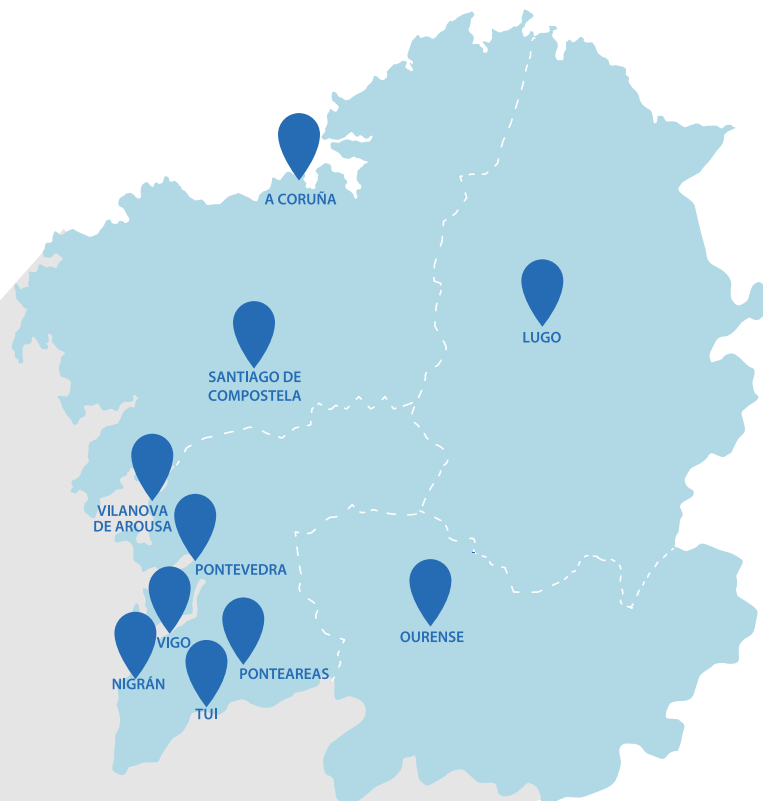 A CORUÑA
LUGO
SANTIAGO DE
COMPOSTELA
VILANOVA
DE AROUSA
PONTEVEDRA
OURENSE
VIGO
PONTEAREAS
NIGRÁN
TUI